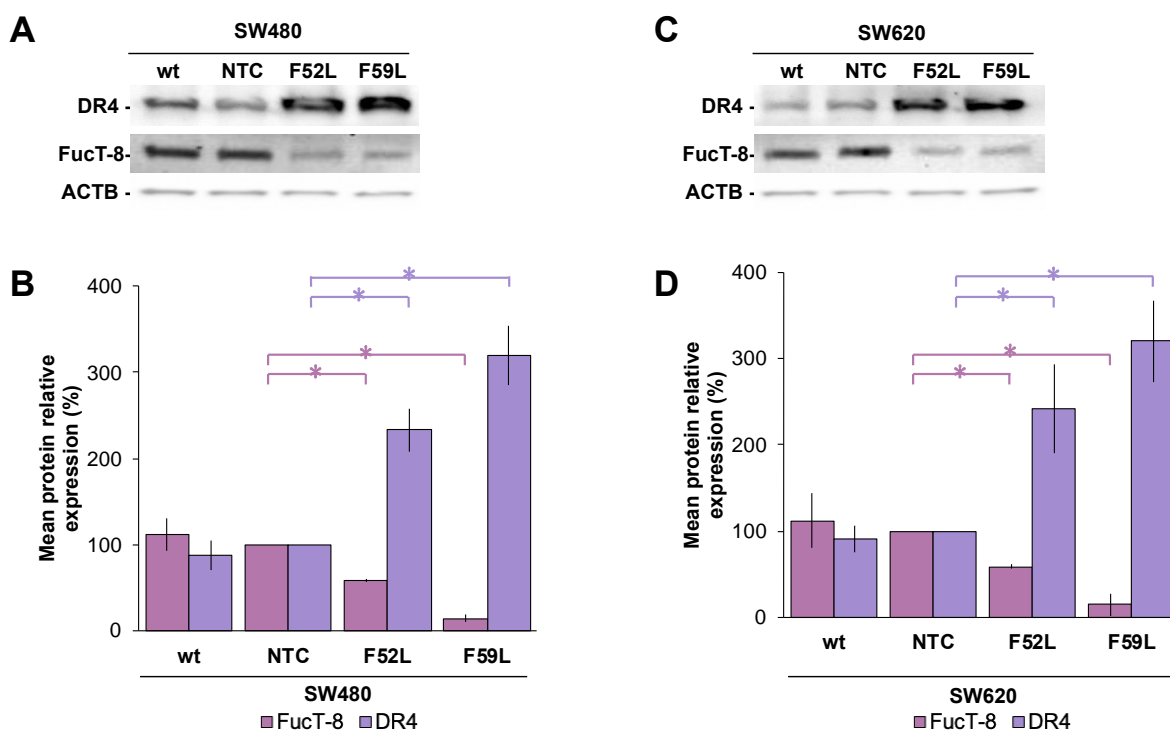 A
SW480
wt NTC F52L F59L
DR4 -
FucT-8 -
ACTB -
C
SW620
wt NTC F52L F59L
DR4 -
FucT-8 -
ACTB -
B
Mean protein relative
expression (%)
400
300
200
100
0
* *
* *
wt NTC F52L F59L
SW480
FucT-8 DR4
D
Mean protein relative
expression (%)
400
300
200
100
0
* *
* *
wt NTC F52L F59L
SW620
FucT-8 DR4